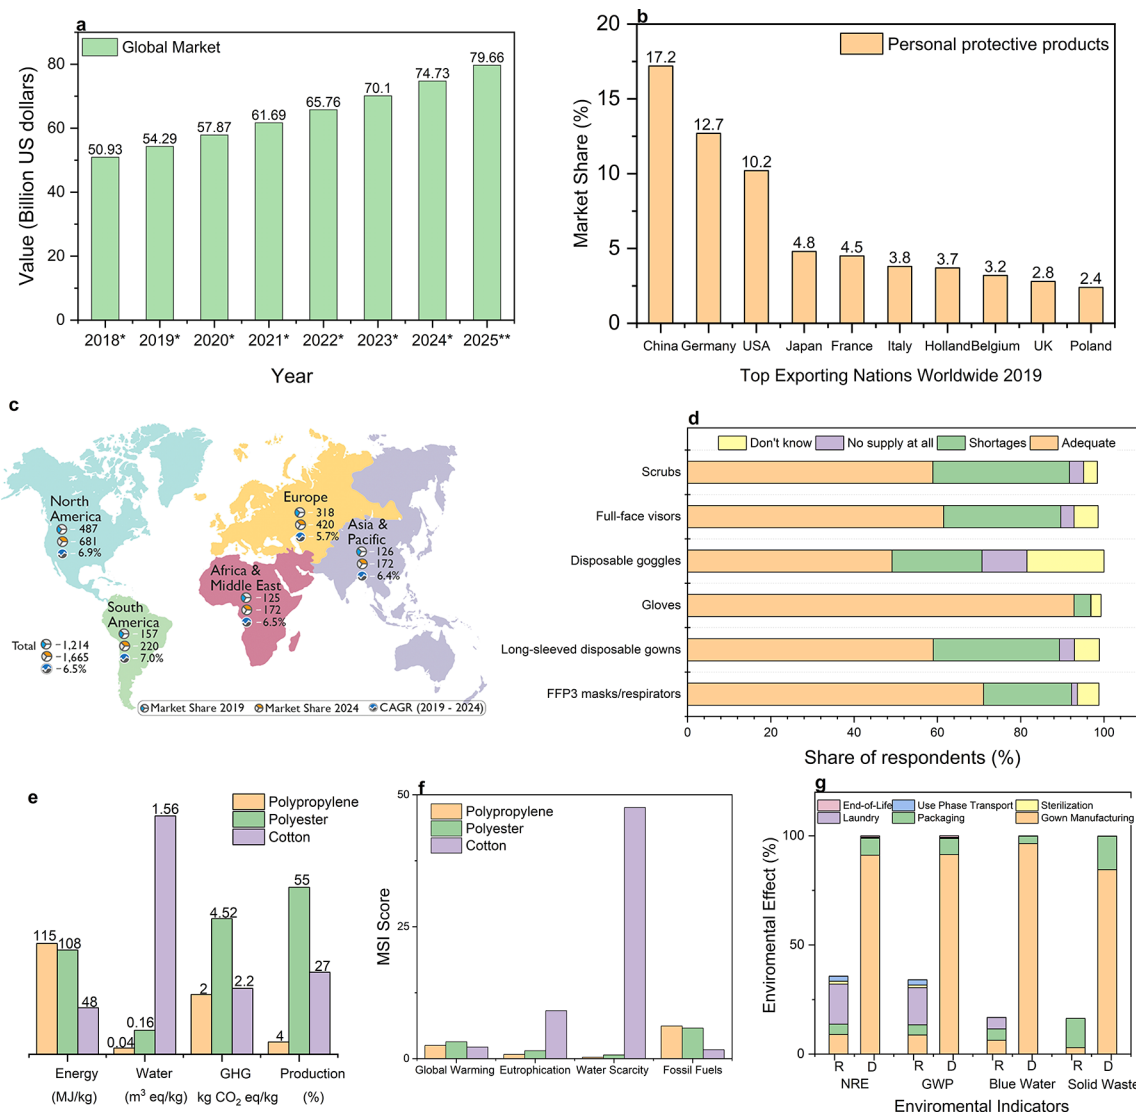 a
Global Market
Value (Billion US dollars)
80
60
40
20
0
50.93
54.29
57.87
61.69
65.76
70.1
74.73
79.66
2018* 2019* 2020* 2021* 2022* 2023* 2024* 2025**
Year
b
Personal protective products
Market Share (%)
20
15
10
5
0
17.2
12.7
10.2
4.8
4.5
3.8
3.7
3.2
2.8
2.4
China Germany USA Japan France Italy Holland Belgium UK Poland
Top Exporting Nations Worldwide 2019
c
North
America
487
681
6.9%
Europe
318
420
5.7%
Asia &
Pacific
126
172
6.4%
Africa &
Middle East
125
172
6.5%
South
America
157
220
7.0%
Total
1,214
1,665
6.5%
Market Share 2019 Market Share 2024 CAGR (2019 - 2024)
d
Don't know No supply at all Shortages Adequate
Scrubs
Full-face visors
Disposable goggles
Gloves
Long-sleeved disposable gowns
FFP3 masks/respirators
0 20 40 60 80 100
Share of respondents (%)
e
Polypropylene
Polyester
Cotton
115
108
48
0.04
0.16
1.56
2
4.52
2.2
4
55
27
Energy Water GHG Production
(MJ/kg) (m³ eq/kg) kg CO₂ eq/kg (%)
f
Polypropylene
Polyester
Cotton
MSI Score
50
25
0
Global Warming Eutrophication Water Scarcity Fossil Fuels
g
End-of-Life Use Phase Transport Sterilization
Laundry Packaging Gown Manufacturing
Enviromental Effect (%)
100
50
0
R D R D R D R D
NRE GWP Blue Water Solid Waste
Enviromental Indicators